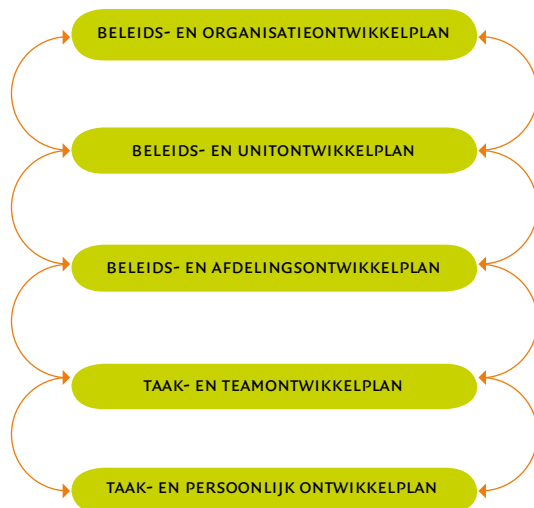 BELEIDS- EN ORGANISATIEONTWIKKELPLAN
BELEIDS- EN UNITONTWIKKELPLAN
BELEIDS- EN AFDELINGSONTWIKKELPLAN
TAAK- EN TEAMONTWIKKELPLAN
TAAK- EN PERSOONLIJK ONTWIKKELPLAN